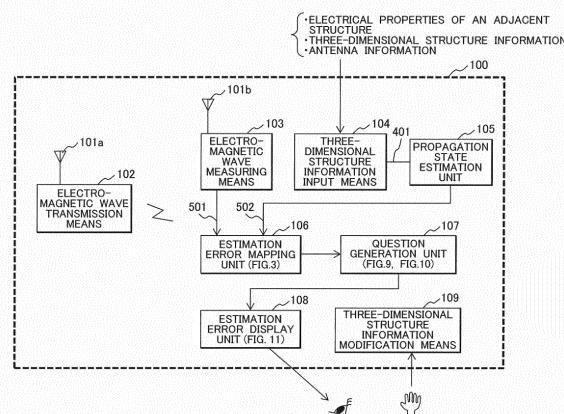 •ELECTRICAL PROPERTIES OF AN ADJACENT
STRUCTURE
•THREE-DIMENSIONAL STRUCTURE INFORMATION
•ANTENNA INFORMATION
100
101b
101a
103
ELECTRO-
MAGNETIC
WAVE
MEASURING
MEANS
104
THREE-
DIMENSIONAL
STRUCTURE
INFORMATION
INPUT MEANS
401
105
PROPAGATION
STATE
ESTIMATION
UNIT
102
ELECTRO-
MAGNETIC WAVE
TRANSMISSION
MEANS
501
502
106
ESTIMATION
ERROR MAPPING
UNIT (FIG.3)
107
QUESTION
GENERATION UNIT
(FIG.9, FIG.10)
108
ESTIMATION
ERROR DISPLAY
UNIT (FIG. 11)
109
THREE-DIMENSIONAL
STRUCTURE
INFORMATION
MODIFICATION MEANS